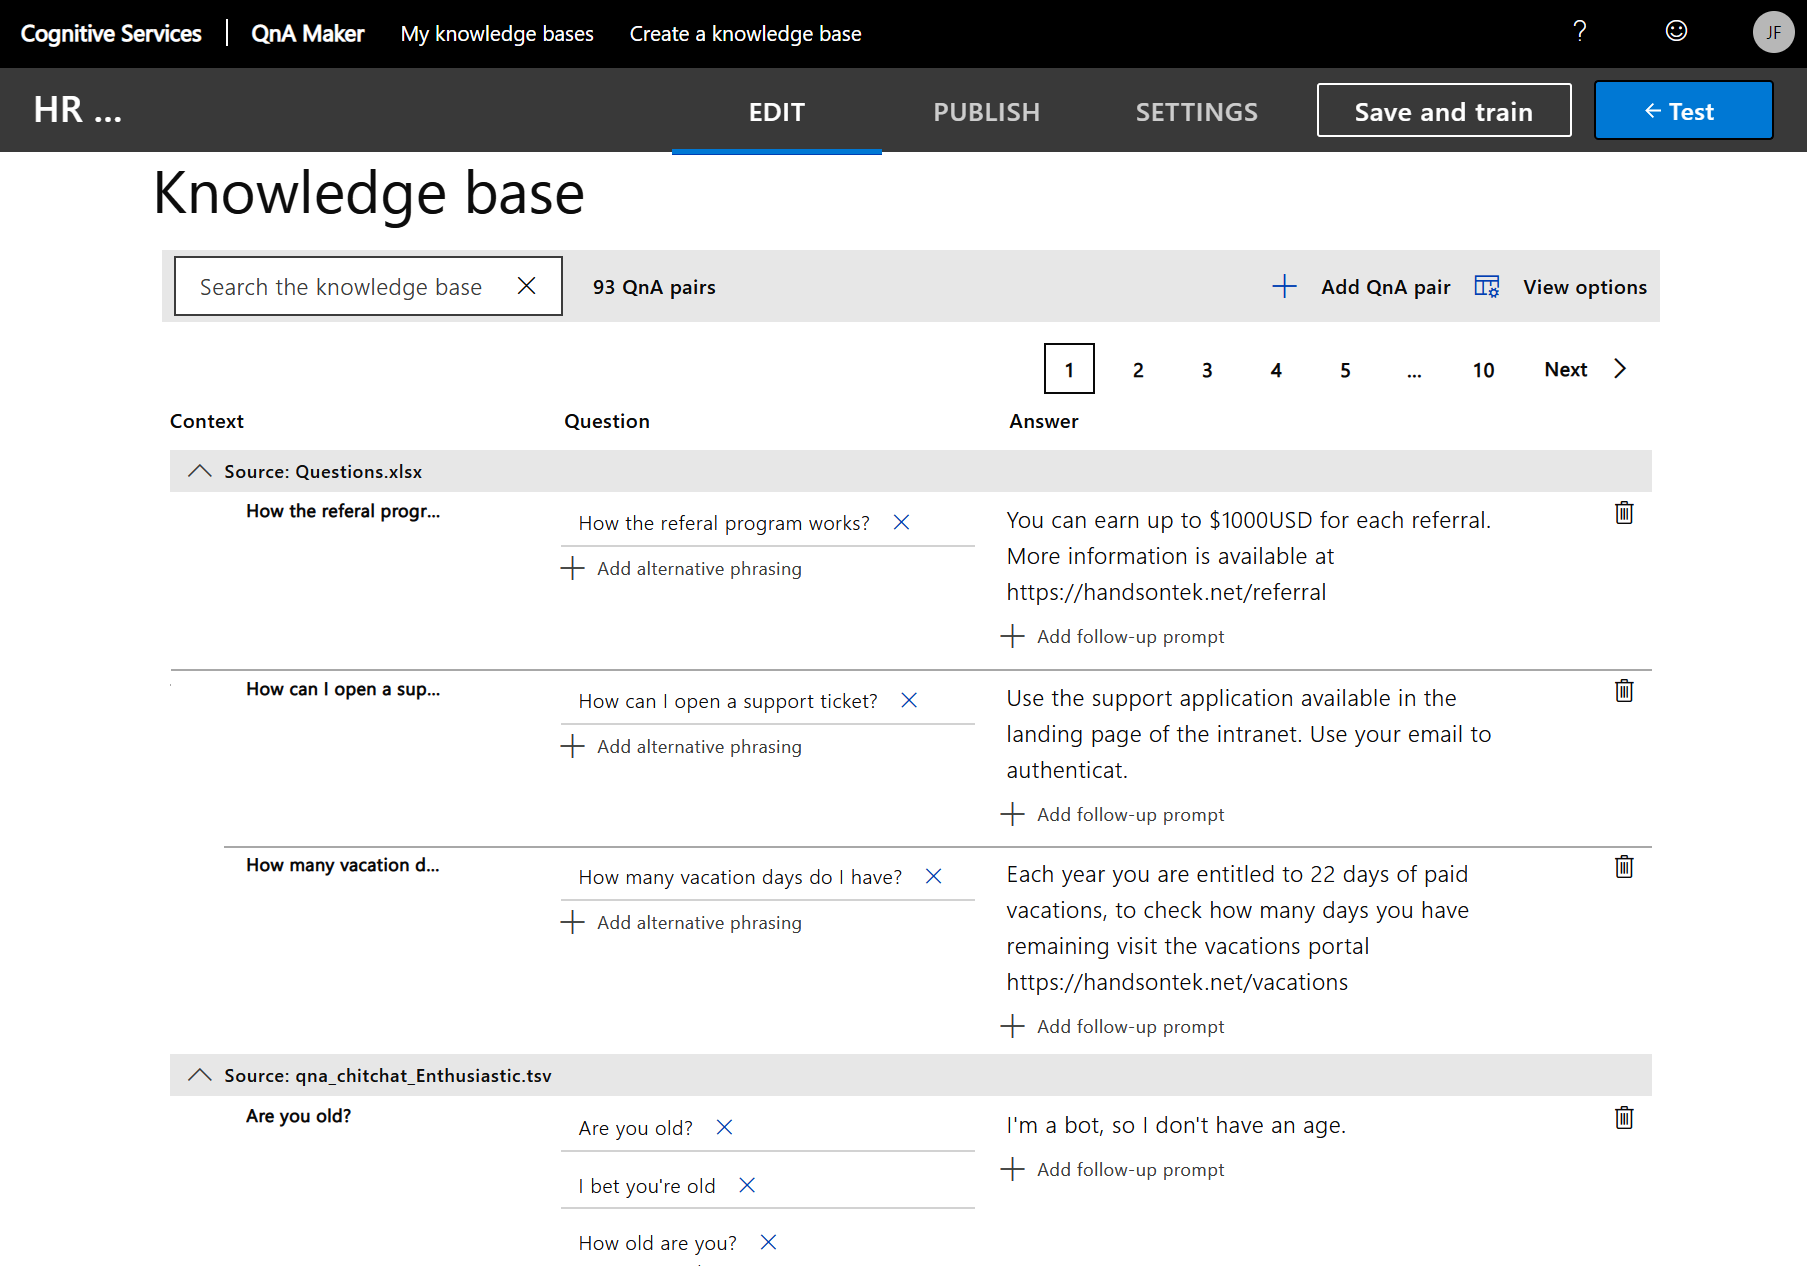 Cognitive Services | QnA Maker My knowledge bases Create a knowledge base ? JF
HR ... EDIT PUBLISH SETTINGS Save and train ← Test
Knowledge base
Search the knowledge base 93 QnA pairs Add QnA pair View options
1 2 3 4 5 ... 10 Next
Context Question Answer
Source: Questions.xlsx
How the referal progr...
How the referal program works?
Add alternative phrasing
You can earn up to $1000USD for each referral.
More information is available at
https://handsontek.net/referral
Add follow-up prompt
How can I open a sup...
How can I open a support ticket?
Add alternative phrasing
Use the support application available in the
landing page of the intranet. Use your email to
authenticat.
Add follow-up prompt
How many vacation d...
How many vacation days do I have?
Add alternative phrasing
Each year you are entitled to 22 days of paid
vacations, to check how many days you have
remaining visit the vacations portal
https://handsontek.net/vacations
Add follow-up prompt
Source: qna_chitchat_Enthusiastic.tsv
Are you old?
Are you old?
I bet you're old
How old are you?
I'm a bot, so I don't have an age.
Add follow-up prompt